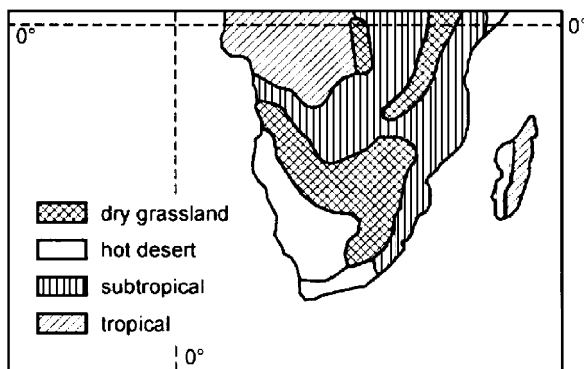 0°
0°
dry grassland
hot desert
subtropical
tropical
0°